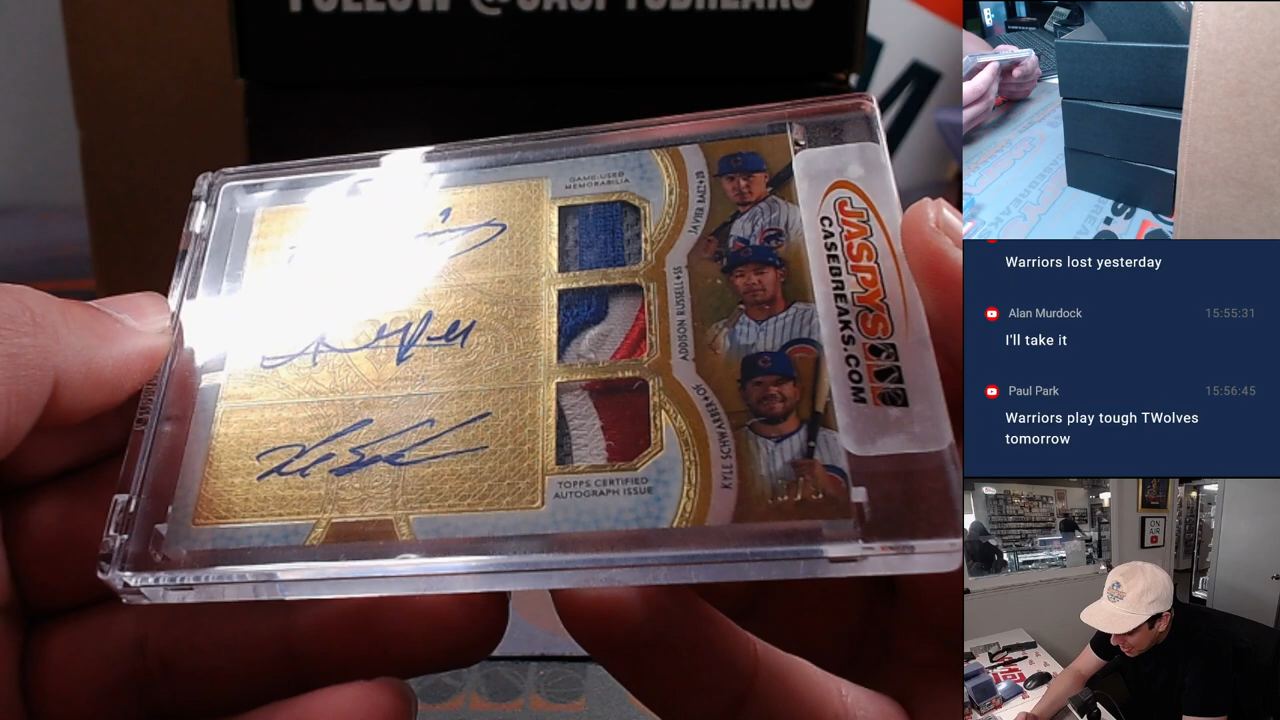 FOLLOW @JASPYSBREAKS
GAME-USED
MEMORABILIA
JAVIER BAEZ•2B
ADDISON RUSSELL•SS
KYLE SCHWARBER•OF
TOPPS CERTIFIED
AUTOGRAPH ISSUE
JASPYS
CASEBREAKS.COM
Warriors lost yesterday
Alan Murdock 15:55:31
I'll take it
Paul Park 15:56:45
Warriors play tough TWolves
tomorrow
ON
AIR